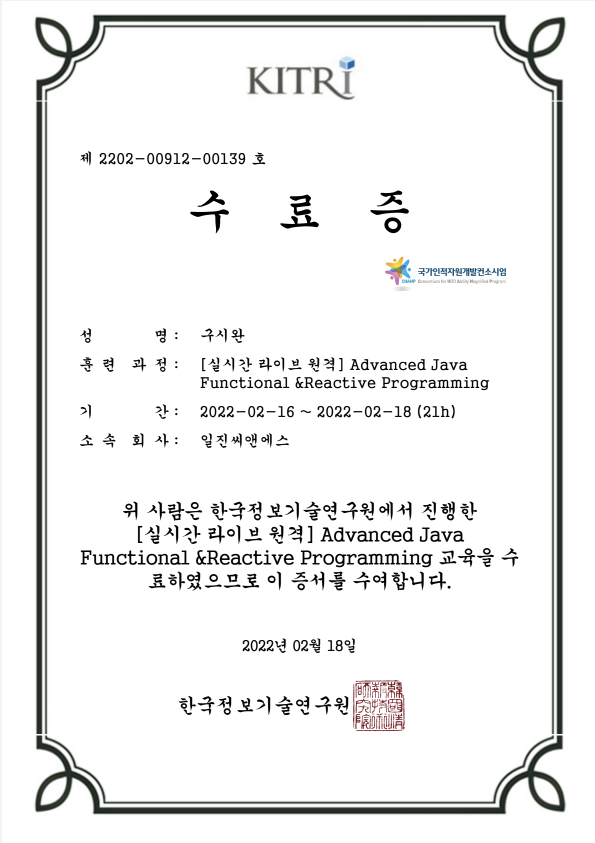 KITRI
제 2202-00912-00139 호
수 료 증
CHAMP 국가인적자원개발컨소시엄
Consortium for HRD Ability Magnified Program
성 명 : 구시완
훈 련 과 정 : [실시간 라이브 원격] Advanced Java
Functional &Reactive Programming
기 간 : 2022-02-16 ~ 2022-02-18 (21h)
소 속 회 사 : 일진씨앤에스
위 사람은 한국정보기술연구원에서 진행한
[실시간 라이브 원격] Advanced Java
Functional &Reactive Programming 교육을 수
료하였으므로 이 증서를 수여합니다.
2022년 02월 18일
한국정보기술연구원